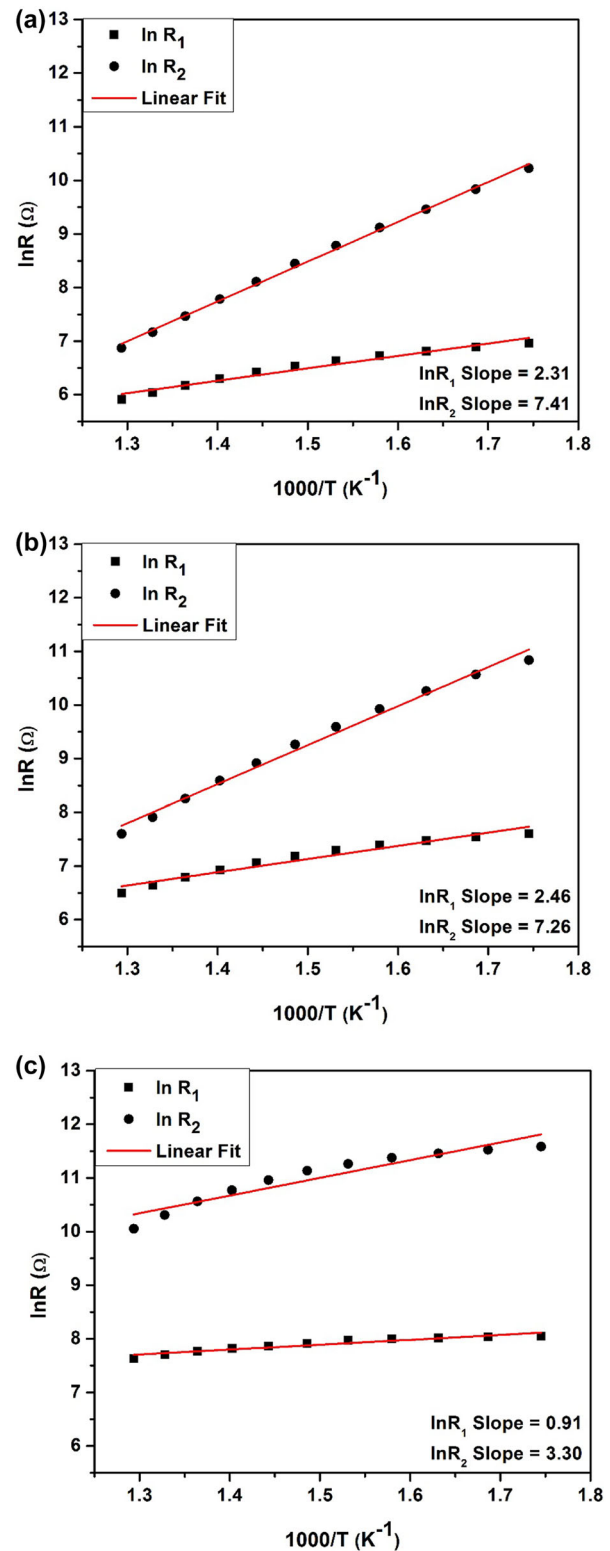 (a)
ln R1
ln R2
Linear Fit
13
12
11
10
9
8
7
6
lnR (Ω)
lnR1 Slope = 2.31
lnR2 Slope = 7.41
1.3 1.4 1.5 1.6 1.7 1.8
1000/T (K-1)
(b)
ln R1
ln R2
Linear Fit
13
12
11
10
9
8
7
6
lnR (Ω)
lnR1 Slope = 2.46
lnR2 Slope = 7.26
1.3 1.4 1.5 1.6 1.7 1.8
1000/T (K-1)
(c)
ln R1
ln R2
Linear Fit
13
12
11
10
9
8
7
6
lnR (Ω)
lnR1 Slope = 0.91
lnR2 Slope = 3.30
1.3 1.4 1.5 1.6 1.7 1.8
1000/T (K-1)